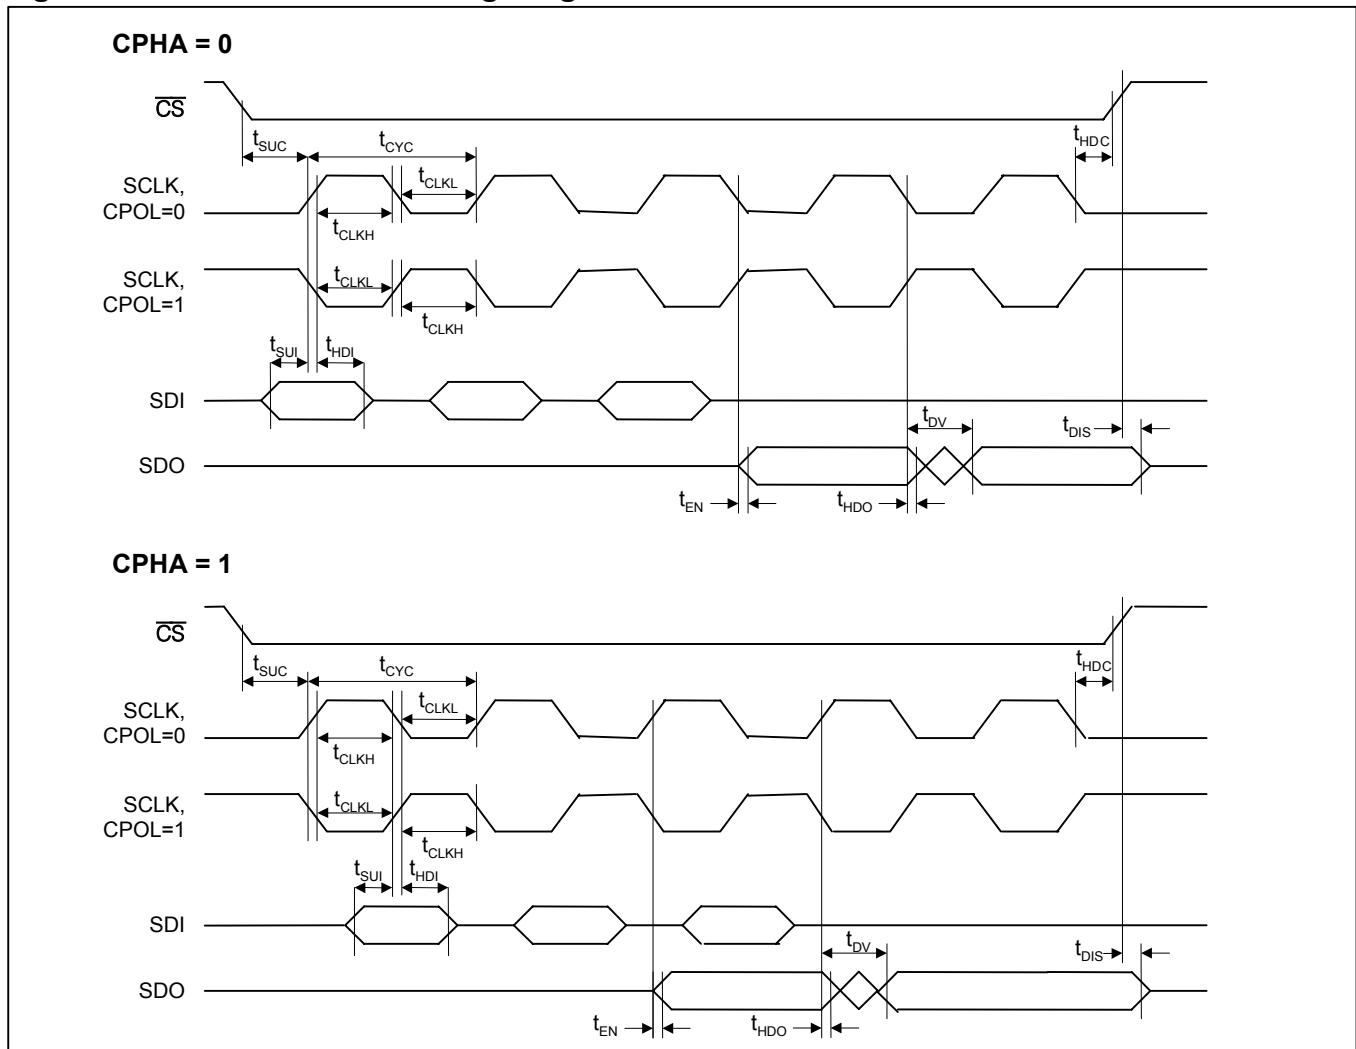 CPHA = 0
CS
tSUC
tCYC
tHDC
SCLK,
CPOL=0
tCLKL
tCLKH
SCLK,
CPOL=1
tCLKL
tCLKH
tSUI
tHDI
SDI
tDV
tDIS
SDO
tEN
tHDO
CPHA = 1
CS
tSUC
tCYC
tHDC
SCLK,
CPOL=0
tCLKL
tCLKH
SCLK,
CPOL=1
tCLKL
tCLKH
tSUI
tHDI
SDI
tDV
tDIS
SDO
tEN
tHDO